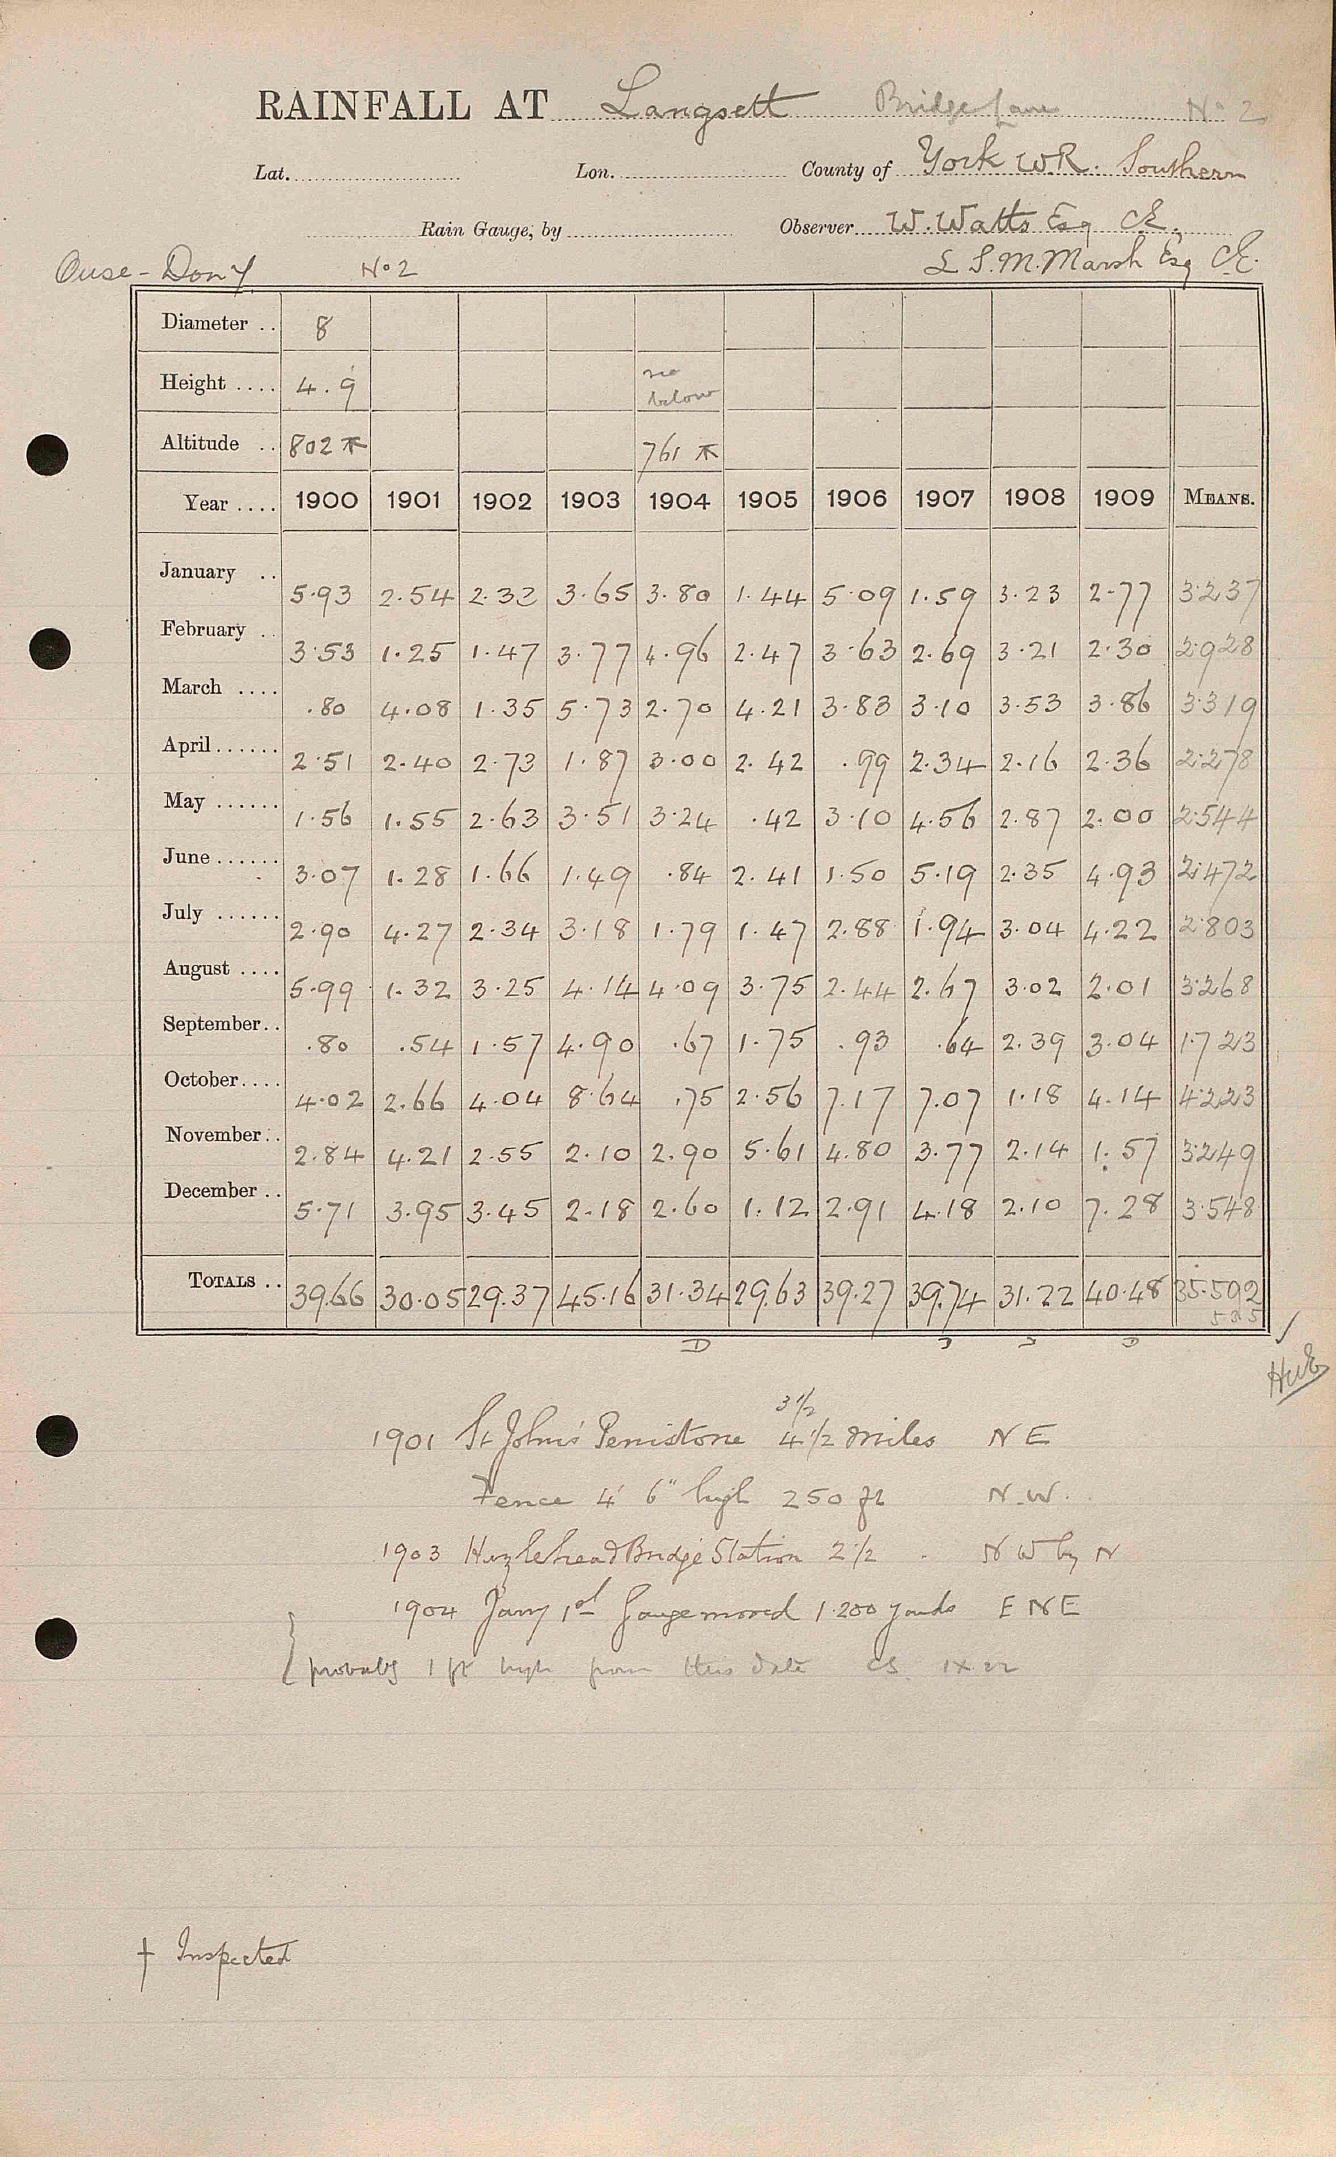 RAINFALL AT Langsett Bridge Lane No 2
Lat. Lon. County of York W.R. Southern
Rain Gauge, by Observer W. Watts Esq C.E.
Ouse - Don No 2 L S. M. Marsh Esq C.E.
Diameter .. 8
Height .... 4.9 no below
Altitude .. 802 761
Year .... 1900 1901 1902 1903 1904 1905 1906 1907 1908 1909 MEANS.
January .. 5.93 2.54 2.32 3.65 3.80 1.44 5.09 1.59 3.23 2.77 3.237
February .. 3.53 1.25 1.47 3.77 4.96 2.47 3.63 2.69 3.21 2.30 2.928
March .... .80 4.08 1.35 5.73 2.70 4.21 3.83 3.10 3.53 3.86 3.319
April ...... 2.51 2.40 2.73 1.87 3.00 2.42 .99 2.34 2.16 2.36 2.278
May ...... 1.56 1.55 2.63 3.51 3.24 .42 3.10 4.56 2.87 2.00 2.544
June ...... 3.07 1.28 1.66 1.49 .84 2.41 1.50 5.19 2.35 4.93 2.472
July ...... 2.90 4.27 2.34 3.18 1.79 1.47 2.88 1.94 3.04 4.22 2.803
August .... 5.99 1.32 3.25 4.14 4.09 3.75 2.44 2.67 3.02 2.01 3.268
September .. .80 .54 1.57 4.90 .67 1.75 .93 .64 2.39 3.04 1.723
October .... 4.02 2.66 4.04 8.64 .75 2.56 7.17 7.07 1.18 4.14 4.223
November .. 2.84 4.21 2.55 2.10 2.90 5.61 4.80 3.77 2.14 1.57 3.249
December .. 5.71 3.95 3.45 2.18 2.60 1.12 2.91 4.18 2.10 7.28 3.548
TOTALS .. 39.66 30.05 29.37 45.16 31.34 29.63 39.27 39.74 31.22 40.48 35.592
D
3 1/2
1901 St John's Penistone 4 1/2 miles N E
Fence 4' 6" high 250 ft N.W.
1903 Hazlehead Bridge Station 2 1/2 N W by N
1904 Jany 1st Gauge moved 1.200 yards E N E
probably 1 ft high from this date CS. IX 22
† Inspected